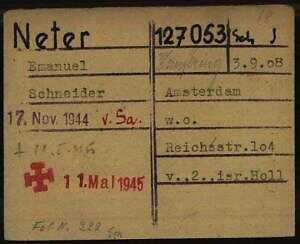 Neter 127053 Sch J
Emanuel 3.9.08
Schneider Amsterdam
17. Nov. 1944 v. Sa. w.o.
Reichsstr.104
11. Mai 1945 v.,2.,isr.Holl